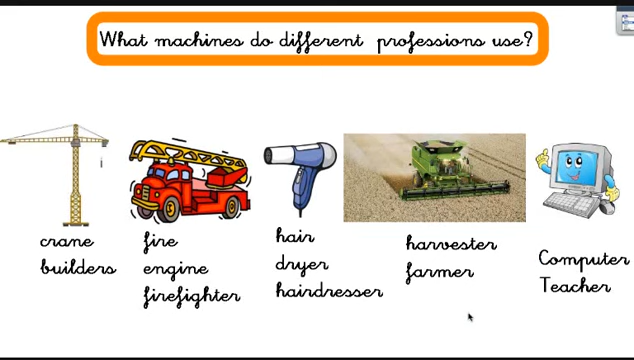 What machines do different professions use?
crane
builders
fire
engine
firefighter
hair
dryer
hairdresser
harvester
farmer
Computer
Teacher